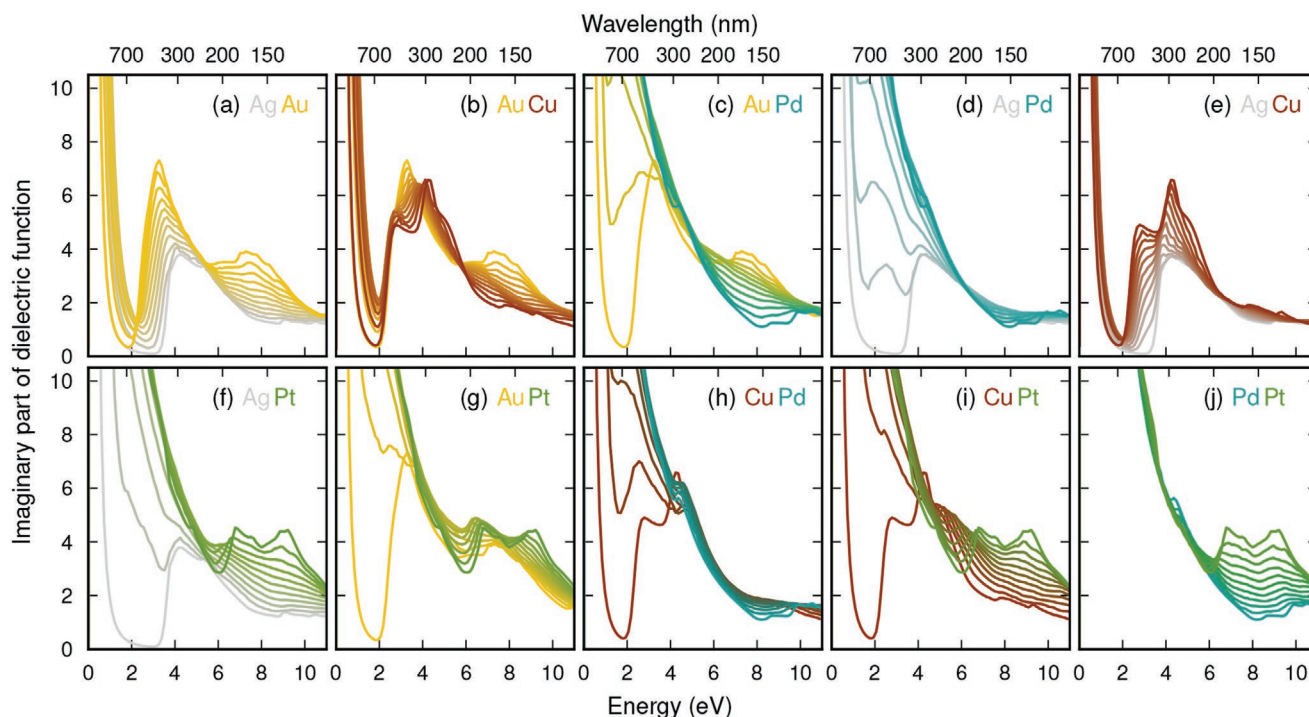 Wavelength (nm)
700 300 200 150 700 300 200 150 700 300 200 150 700 300 200 150 700 300 200 150
Imaginary part of dielectric function
10 8 6 4 2 0
(a) Ag Au
(b) Au Cu
(c) Au Pd
(d) Ag Pd
(e) Ag Cu
10 8 6 4 2 0
(f) Ag Pt
(g) Au Pt
(h) Cu Pd
(i) Cu Pt
(j) Pd Pt
0 2 4 6 8 10 0 2 4 6 8 10 0 2 4 6 8 10 0 2 4 6 8 10 0 2 4 6 8 10
Energy (eV)